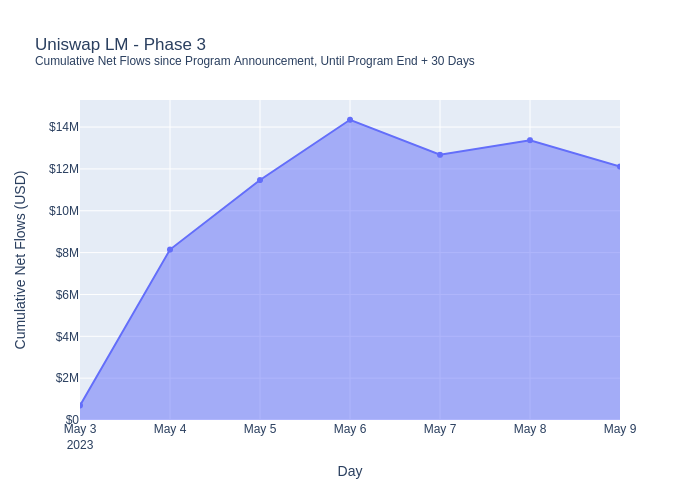 Uniswap LM - Phase 3
Cumulative Net Flows since Program Announcement, Until Program End + 30 Days
Cumulative Net Flows (USD)
$14M
$12M
$10M
$8M
$6M
$4M
$2M
$0
May 3
2023
May 4
May 5
May 6
May 7
May 8
May 9
Day